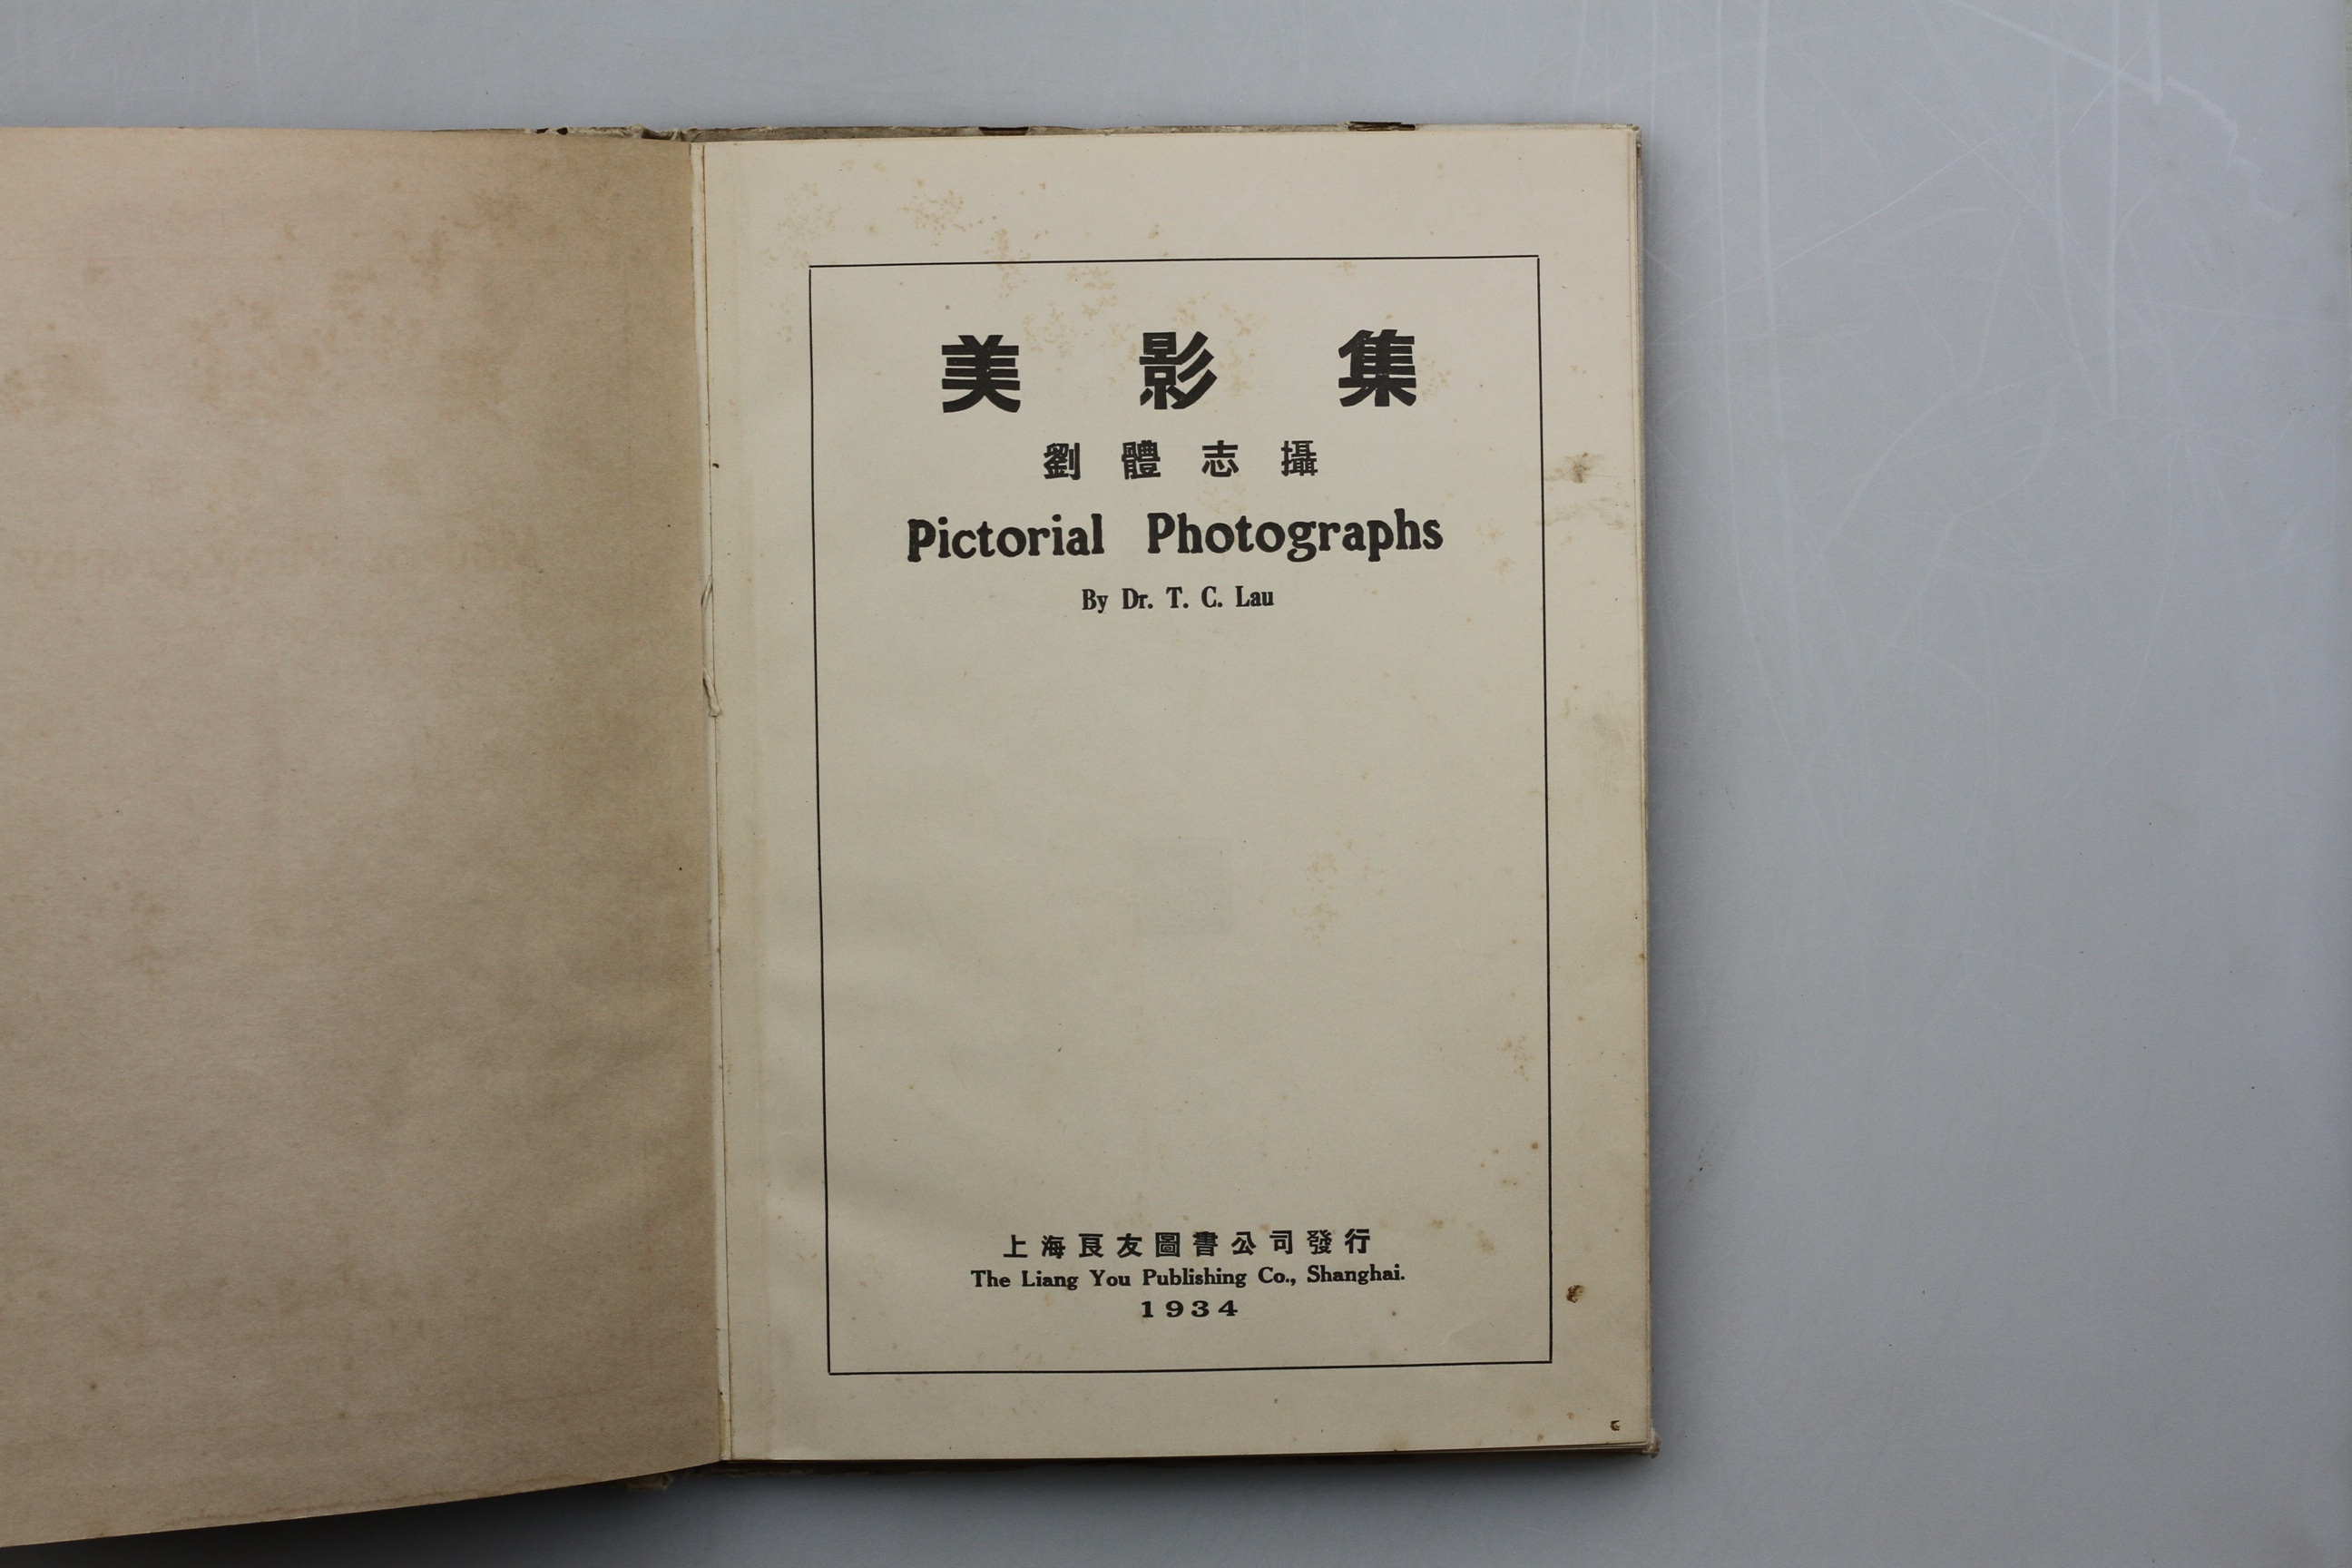 美影集
劉體志攝
Pictorial Photographs
By Dr. T. C. Lau
上海良友圖書公司發行
The Liang You Publishing Co., Shanghai.
1934